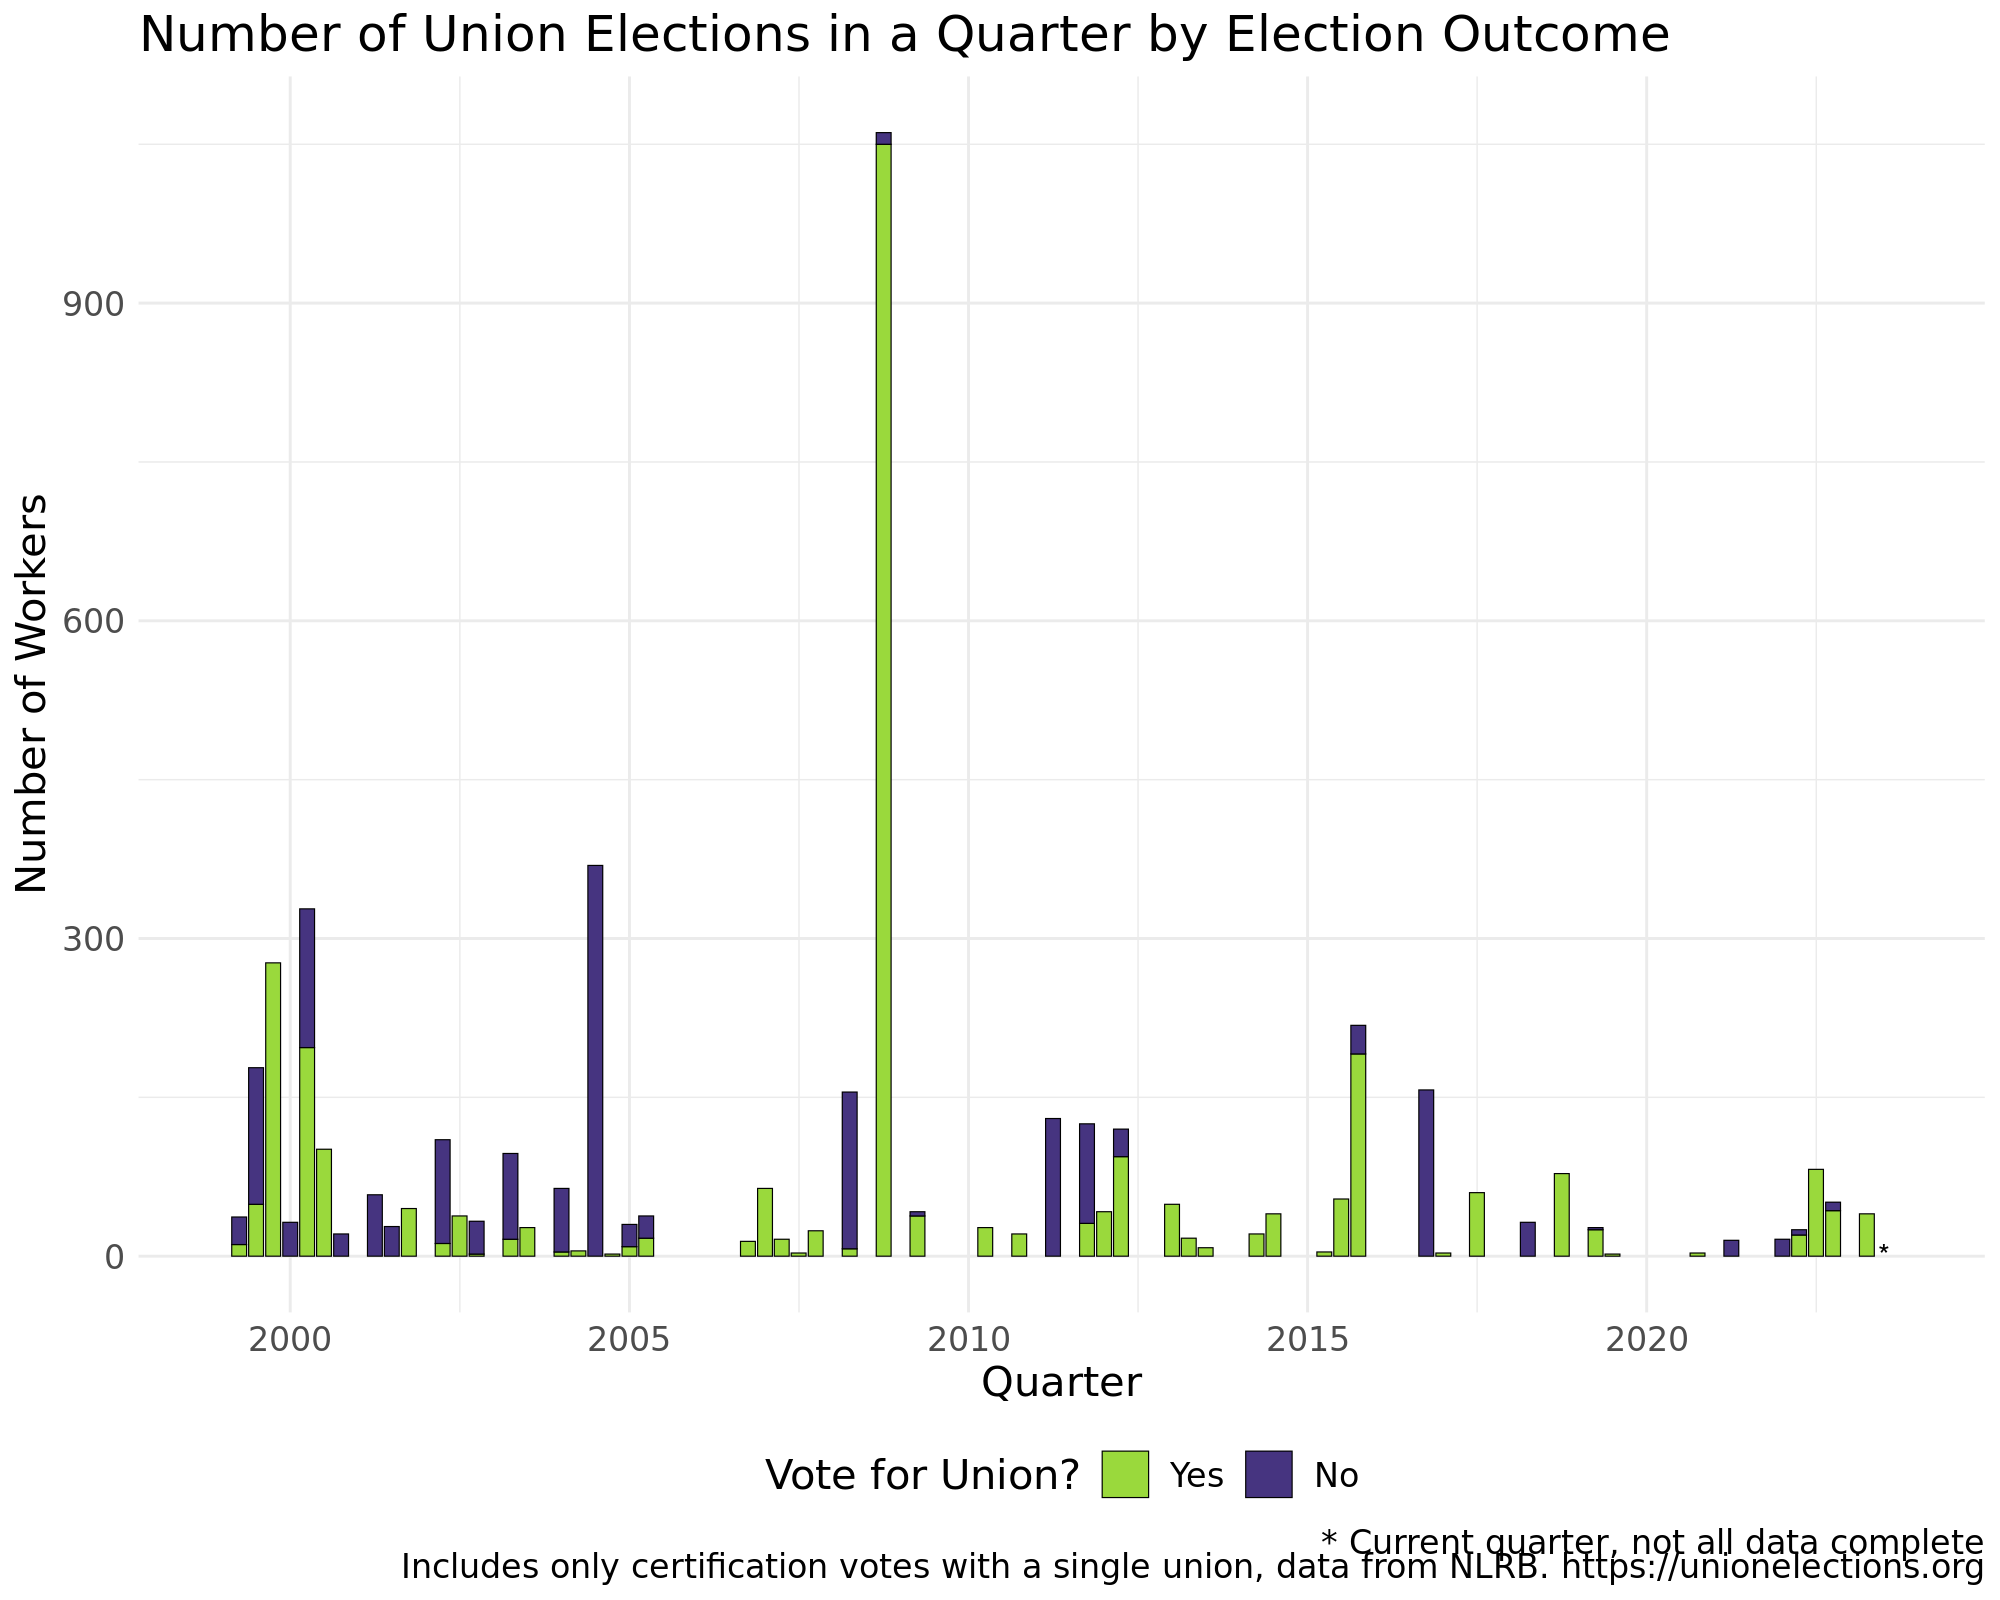 Number of Union Elections in a Quarter by Election Outcome
Number of Workers
900
600
300
0
*
2000 2005 2010 2015 2020
Quarter
Vote for Union? Yes No
* Current quarter, not all data complete
Includes only certification votes with a single union, data from NLRB. https://unionelections.org